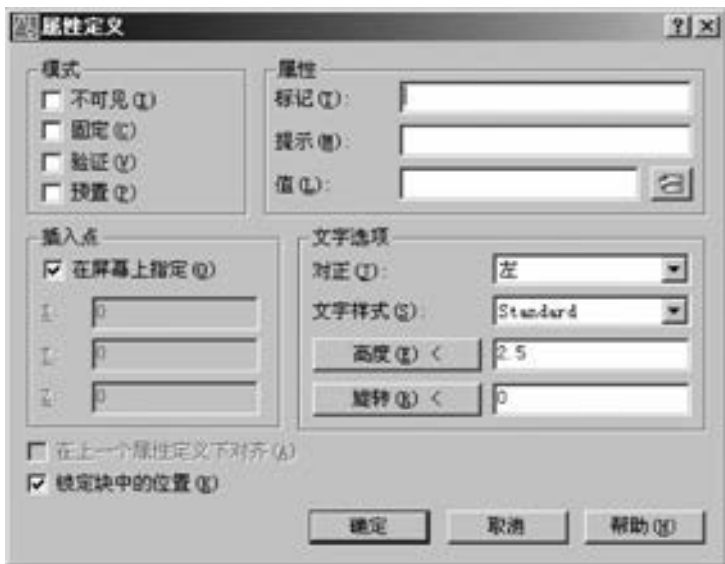 属性定义
模式
不可见(I)
固定(C)
验证(V)
预置(P)
属性
标记(T):
提示(M):
值(L):
插入点
在屏幕上指定(O)
X:
0
Y:
0
Z:
0
文字选项
对正(J):
左
文字样式(S):
Standard
高度(E) <
2.5
旋转(R) <
0
在上一个属性定义下对齐(A)
锁定块中的位置(K)
确定
取消
帮助(H)